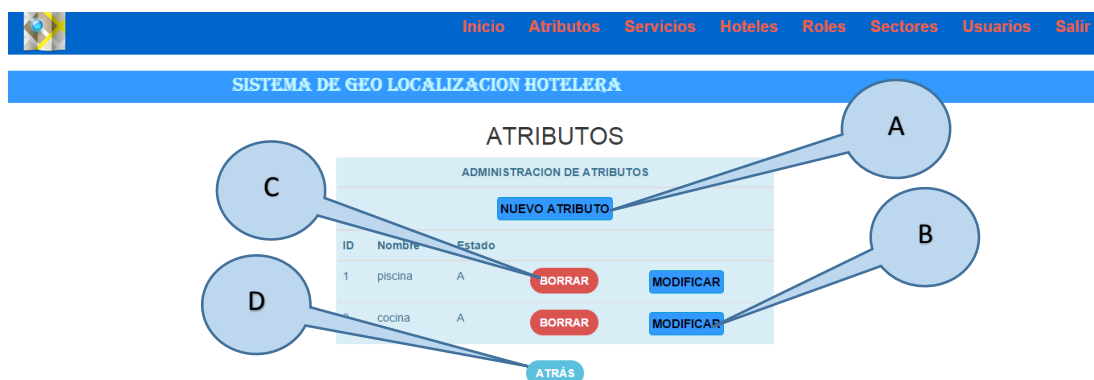 Inicio Atributos Servicios Hoteles Roles Sectores Usuarios Salir
SISTEMA DE GEO LOCALIZACION HOTELERA
A
ATRIBUTOS
ADMINISTRACION DE ATRIBUTOS
C
NUEVO ATRIBUTO
B
ID Nombre Estado
1 piscina A BORRAR MODIFICAR
D
cocina A BORRAR MODIFICAR
ATRÁS